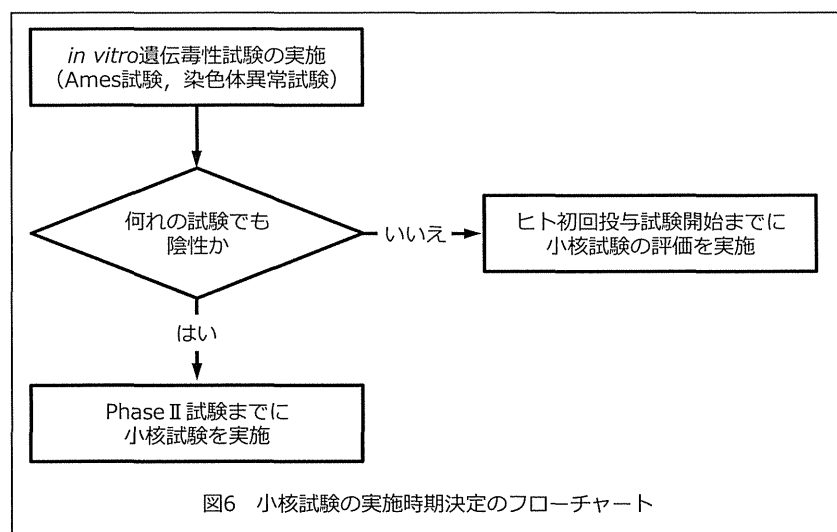 in vitro遺伝毒性試験の実施
（Ames試験，染色体異常試験）
何れの試験でも
陰性か
いいえ
ヒト初回投与試験開始までに
小核試験の評価を実施
はい
PhaseⅡ試験までに
小核試験を実施
図6　小核試験の実施時期決定のフローチャート